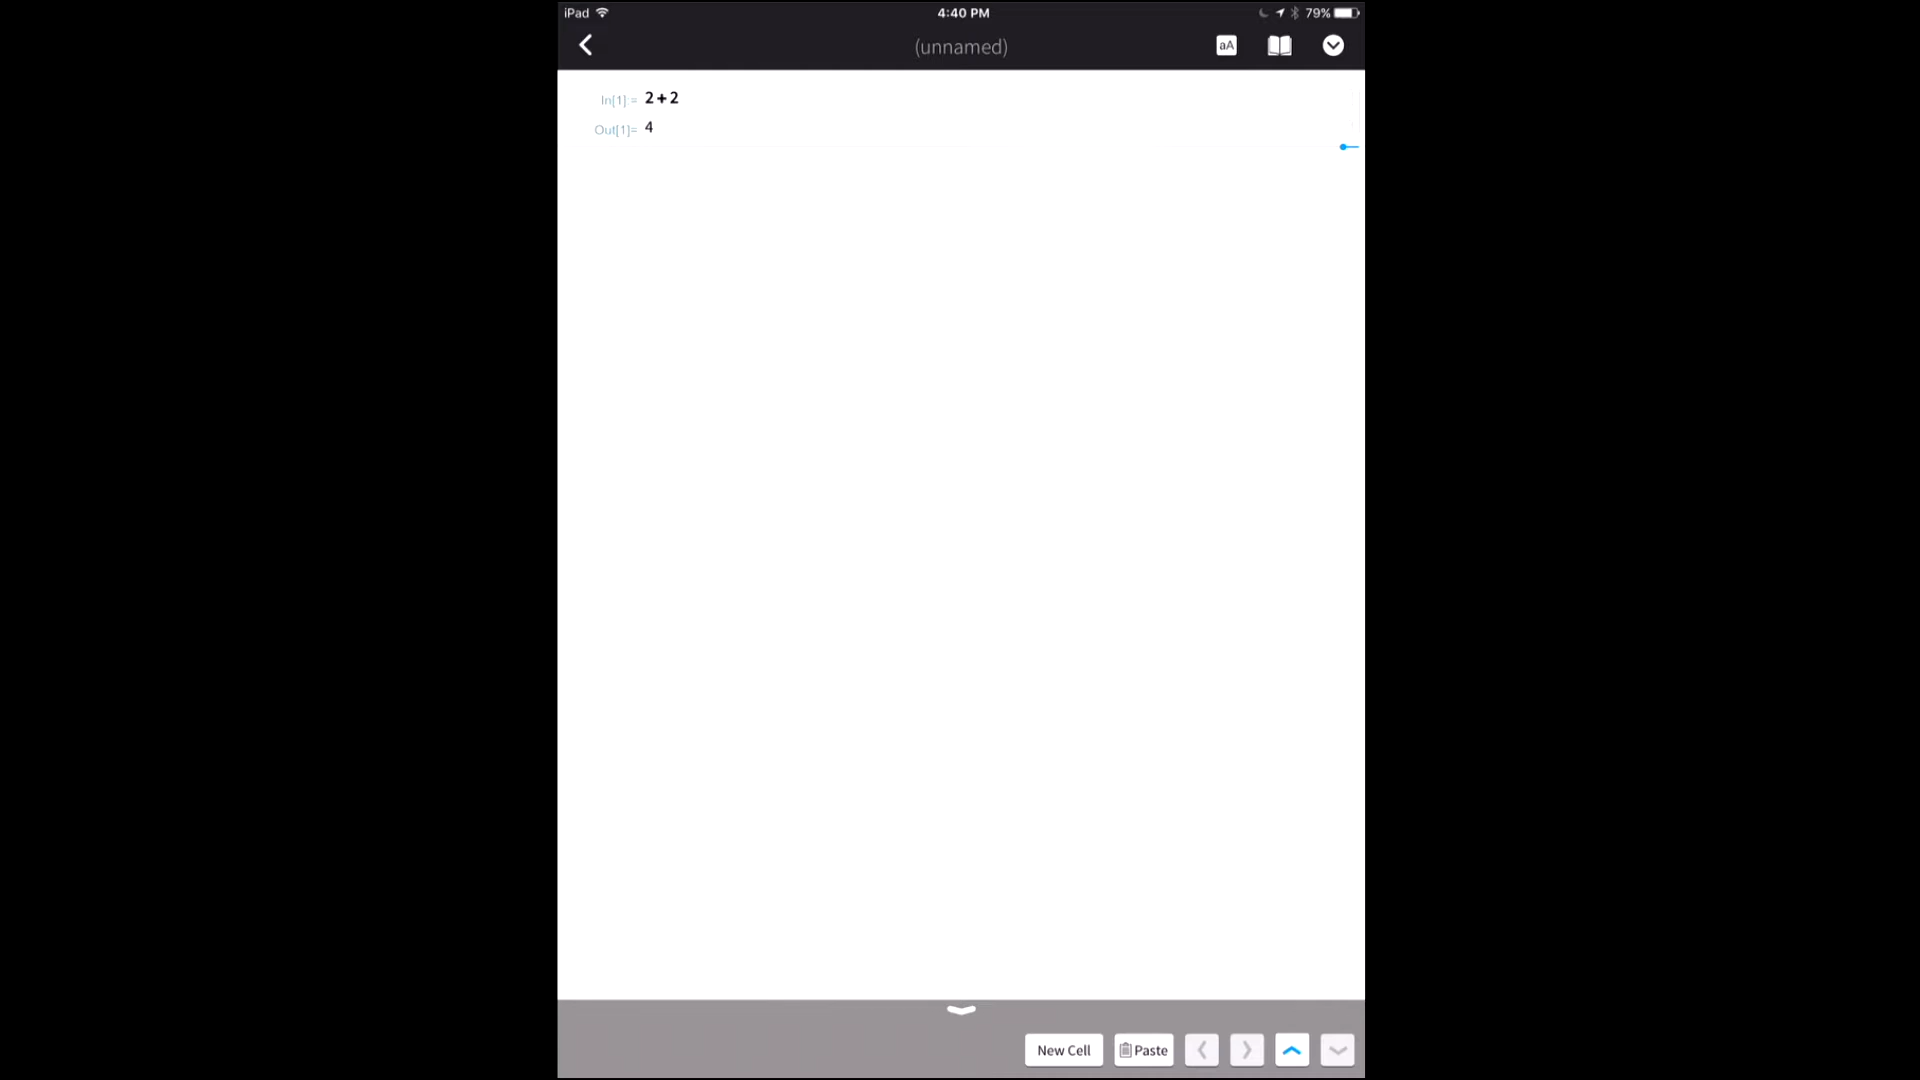 iPad 4:40 PM 79%
(unnamed) aA
In[1] := 2+2
Out[1]= 4
New Cell Paste